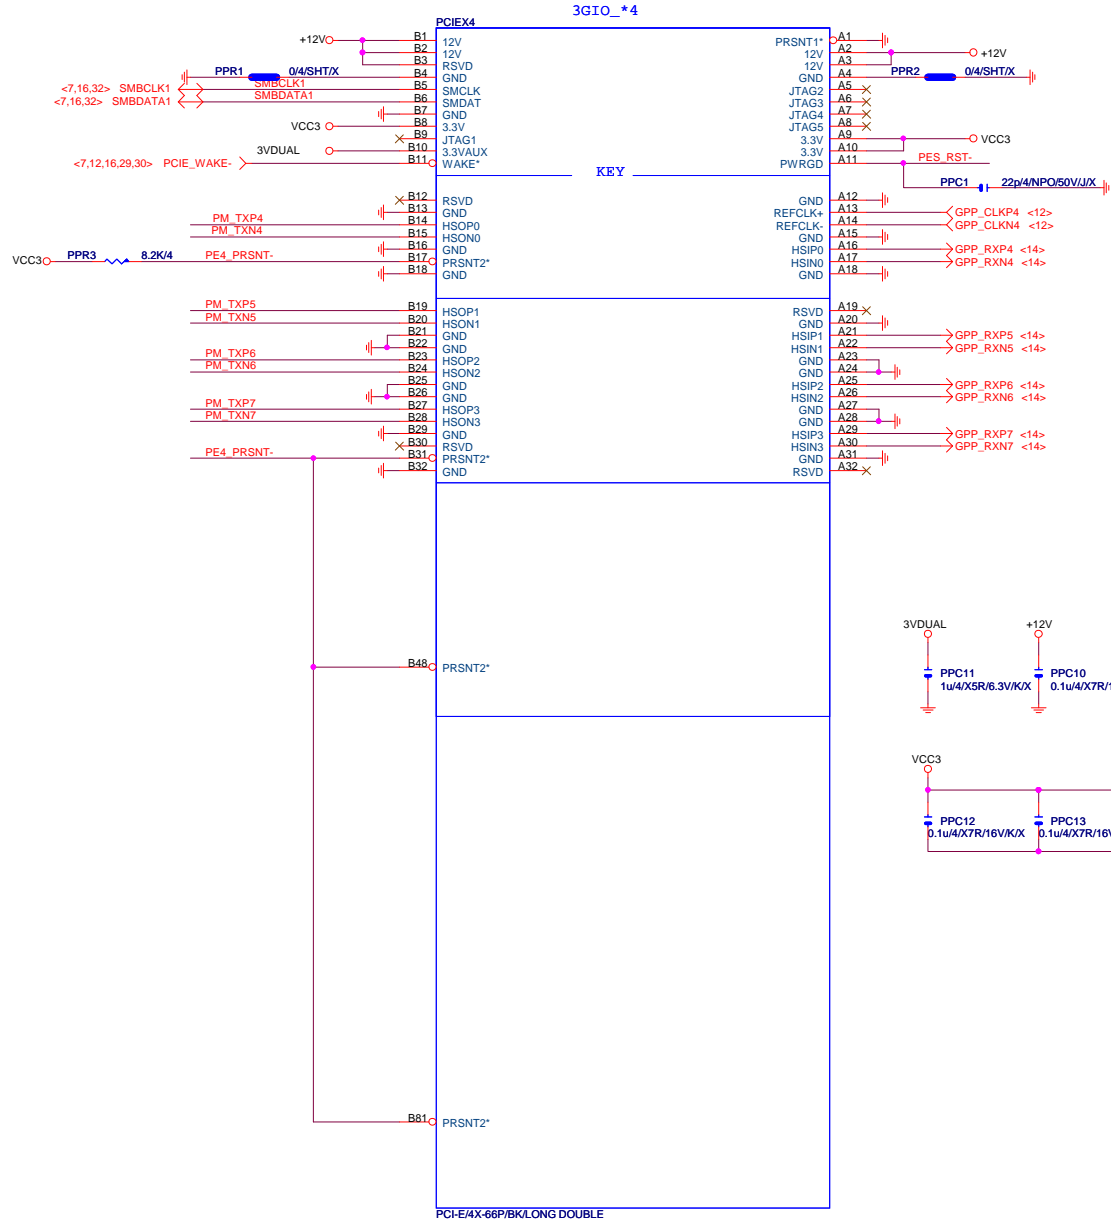 3GIO_*4
PCIEX4
+12V B1 12V PRSNT1* A1
B2 12V 12V A2 +12V
B3 RSVD 12V A3
PPR1 0/4/SHT/X B4 GND GND A4 PPR2 0/4/SHT/X
<7,16,32> SMBCLK1 SMBCLK1 B5 SMCLK JTAG2 A5
<7,16,32> SMBDATA1 SMBDATA1 B6 SMDAT JTAG3 A6
B7 GND JTAG4 A7
VCC3 B8 3.3V JTAG5 A8
B9 JTAG1 3.3V A9 VCC3
3VDUAL B10 3.3VAUX 3.3V A10
<7,12,16,29,30> PCIE_WAKE- B11 WAKE* PWRGD A11 PES_RST-
KEY
PPC1 22p/4/NPO/50V/J/X
B12 RSVD GND A12
B13 GND REFCLK+ A13 GPP_CLKP4 <12>
PM_TXP4 B14 HSOP0 REFCLK- A14 GPP_CLKN4 <12>
PM_TXN4 B15 HSON0 GND A15
B16 GND HSIP0 A16 GPP_RXP4 <14>
VCC3 PPR3 8.2K/4 PE4_PRSNT- B17 PRSNT2* HSIN0 A17 GPP_RXN4 <14>
B18 GND GND A18
PM_TXP5 B19 HSOP1 RSVD A19
PM_TXN5 B20 HSON1 GND A20
B21 GND HSIP1 A21 GPP_RXP5 <14>
B22 GND HSIN1 A22 GPP_RXN5 <14>
PM_TXP6 B23 HSOP2 GND A23
PM_TXN6 B24 HSON2 GND A24
B25 GND HSIP2 A25 GPP_RXP6 <14>
B26 GND HSIN2 A26 GPP_RXN6 <14>
PM_TXP7 B27 HSOP3 GND A27
PM_TXN7 B28 HSON3 GND A28
B29 GND HSIP3 A29 GPP_RXP7 <14>
B30 RSVD HSIN3 A30 GPP_RXN7 <14>
PE4_PRSNT- B31 PRSNT2* GND A31
B32 GND RSVD A32
3VDUAL +12V
B48 PRSNT2*
PPC11 PPC10
1u/4/X5R/6.3V/K/X 0.1u/4/X7R/1
VCC3
PPC12 PPC13
0.1u/4/X7R/16V/K/X 0.1u/4/X7R/16V
B81 PRSNT2*
PCI-E/4X-66P/BK/LONG DOUBLE